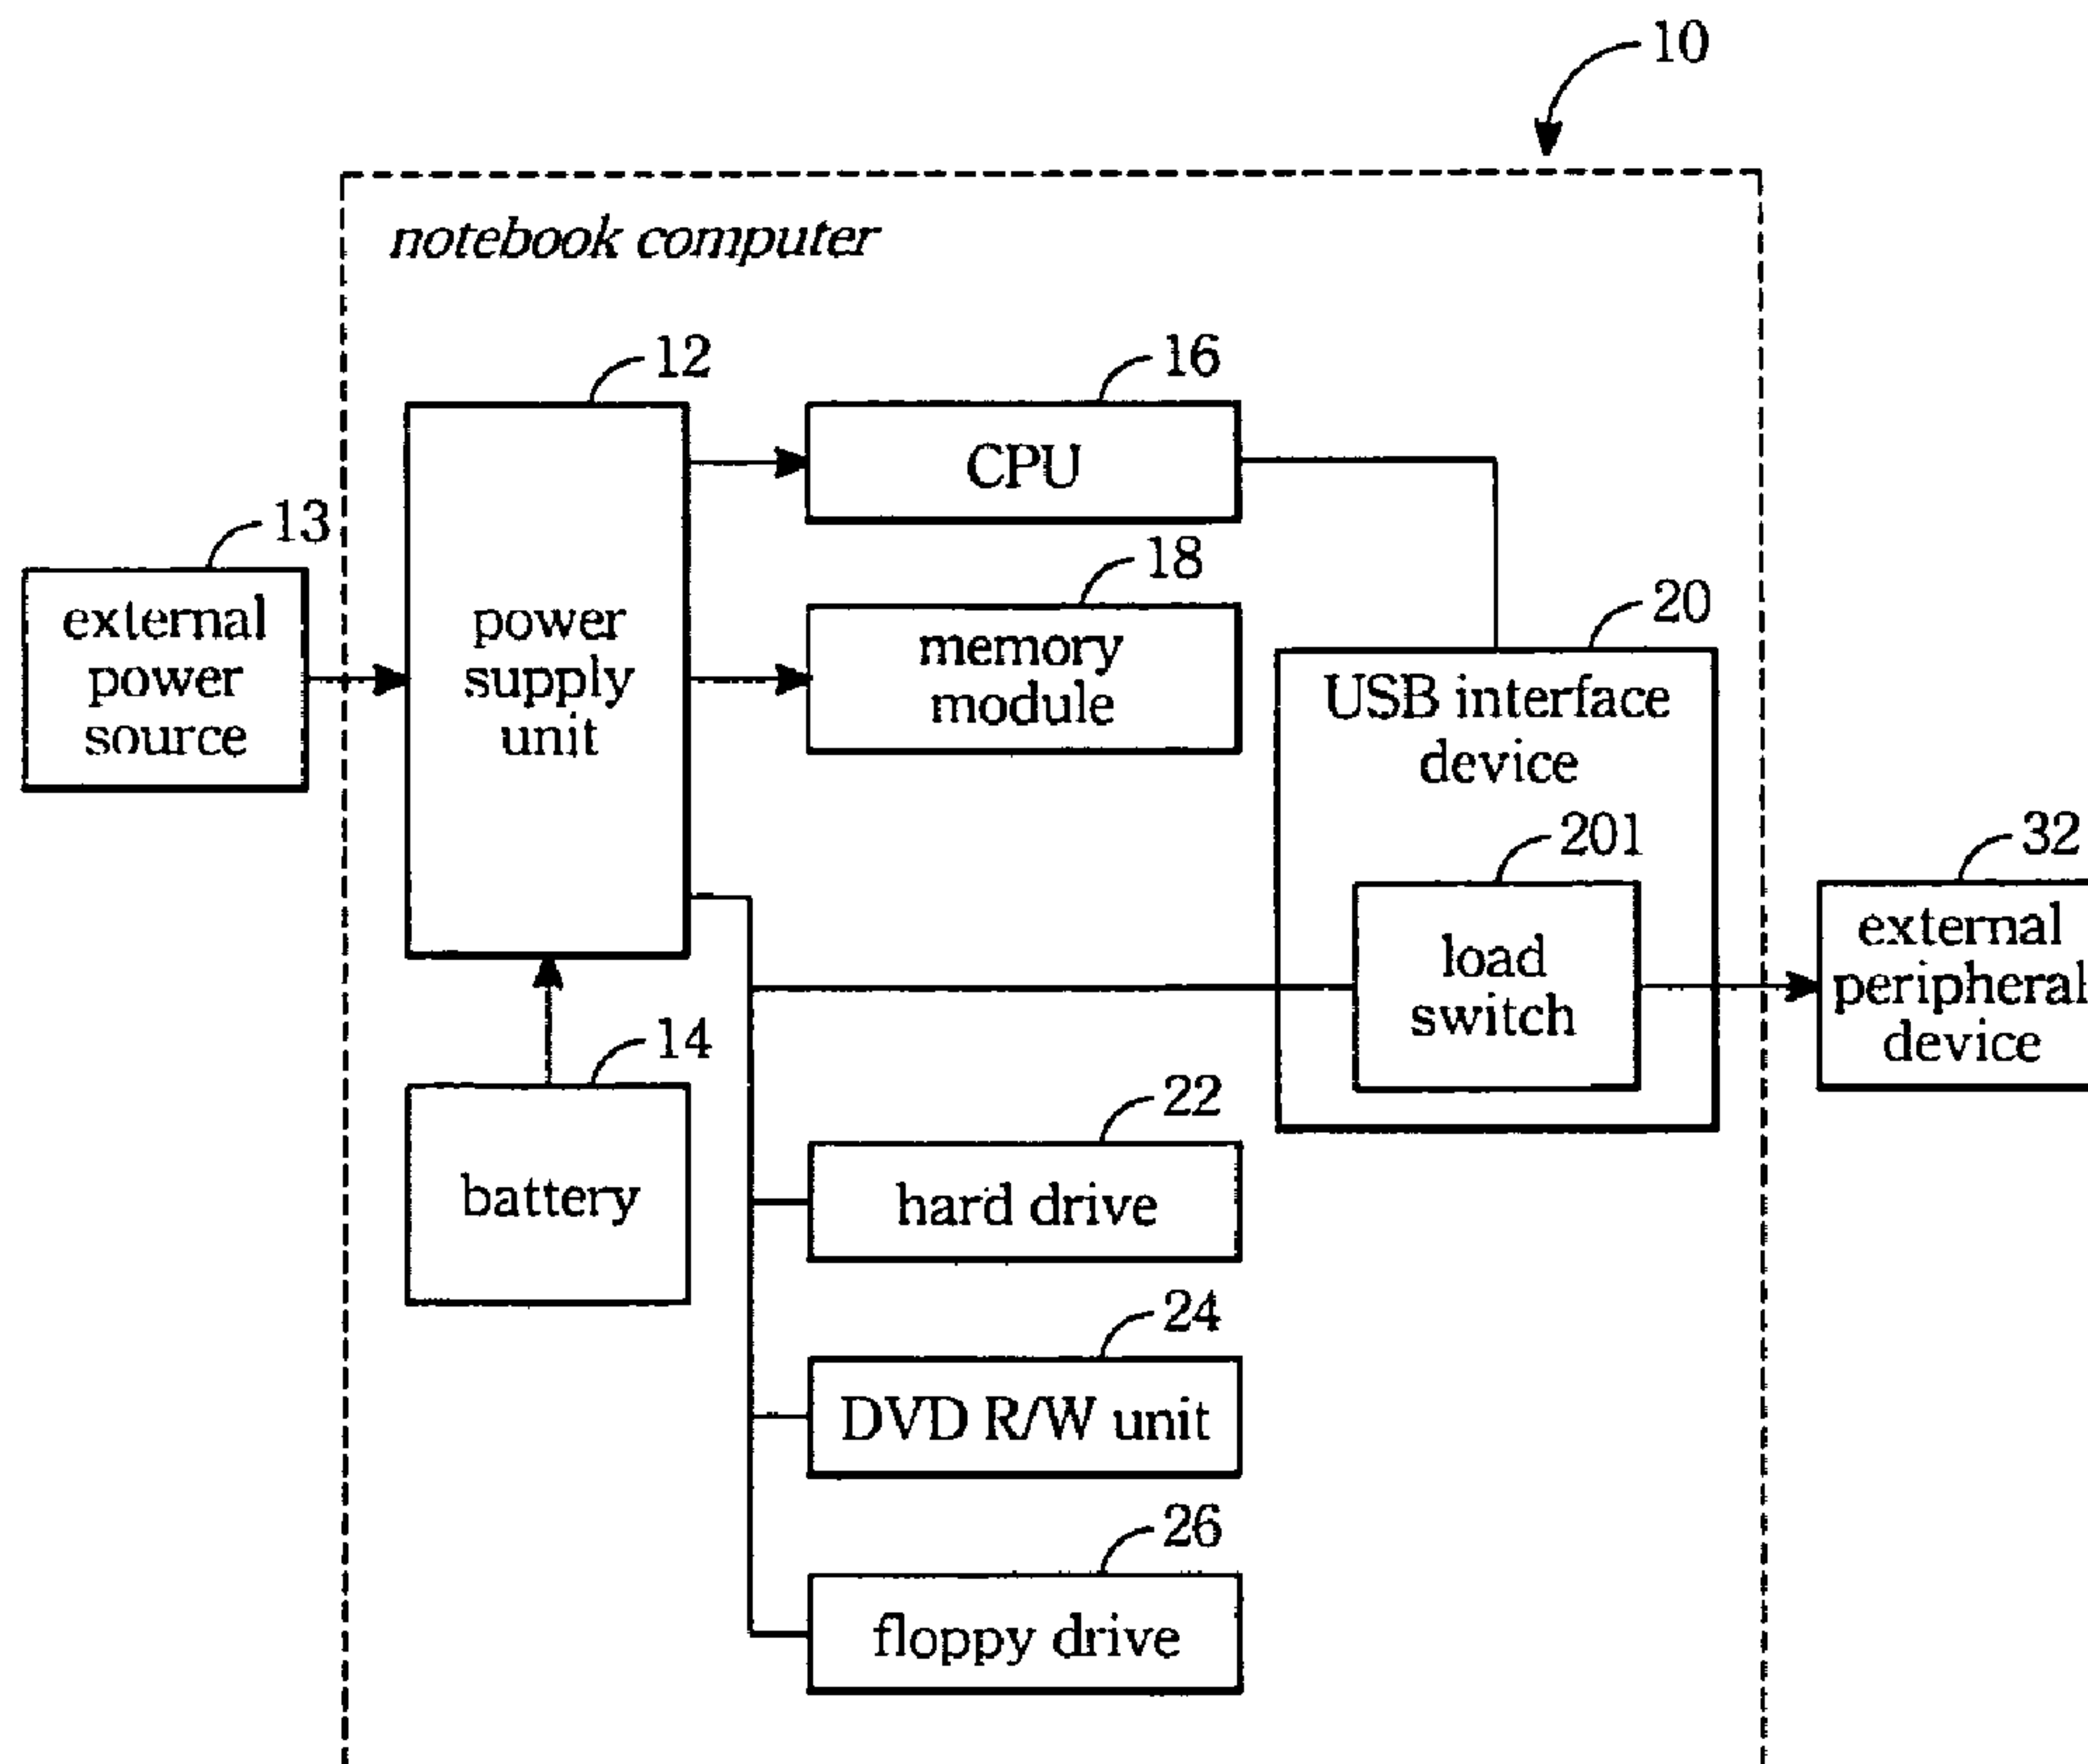 10
notebook computer
12
16
CPU
13
18
external
power
source
power
supply
unit
memory
module
20
USB interface
device
201
load
switch
32
external
peripheral
device
14
battery
22
hard drive
24
DVD R/W unit
26
floppy drive